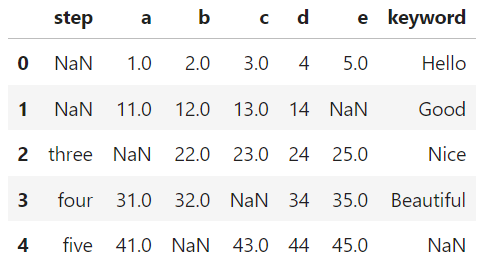 step a b c d e keyword
0 NaN 1.0 2.0 3.0 4 5.0 Hello
1 NaN 11.0 12.0 13.0 14 NaN Good
2 three NaN 22.0 23.0 24 25.0 Nice
3 four 31.0 32.0 NaN 34 35.0 Beautiful
4 five 41.0 NaN 43.0 44 45.0 NaN